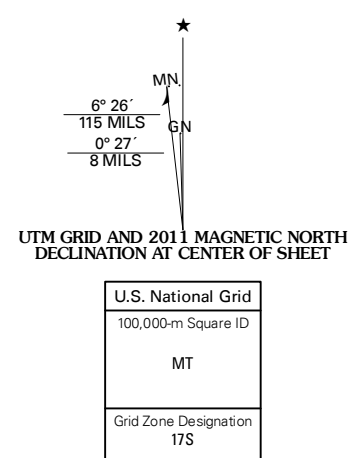 ★
MN.
6° 26´
115 MILS
GN
0° 27´
8 MILS
UTM GRID AND 2011 MAGNETIC NORTH
DECLINATION AT CENTER OF SHEET
U.S. National Grid
100,000-m Square ID
MT
Grid Zone Designation
17S